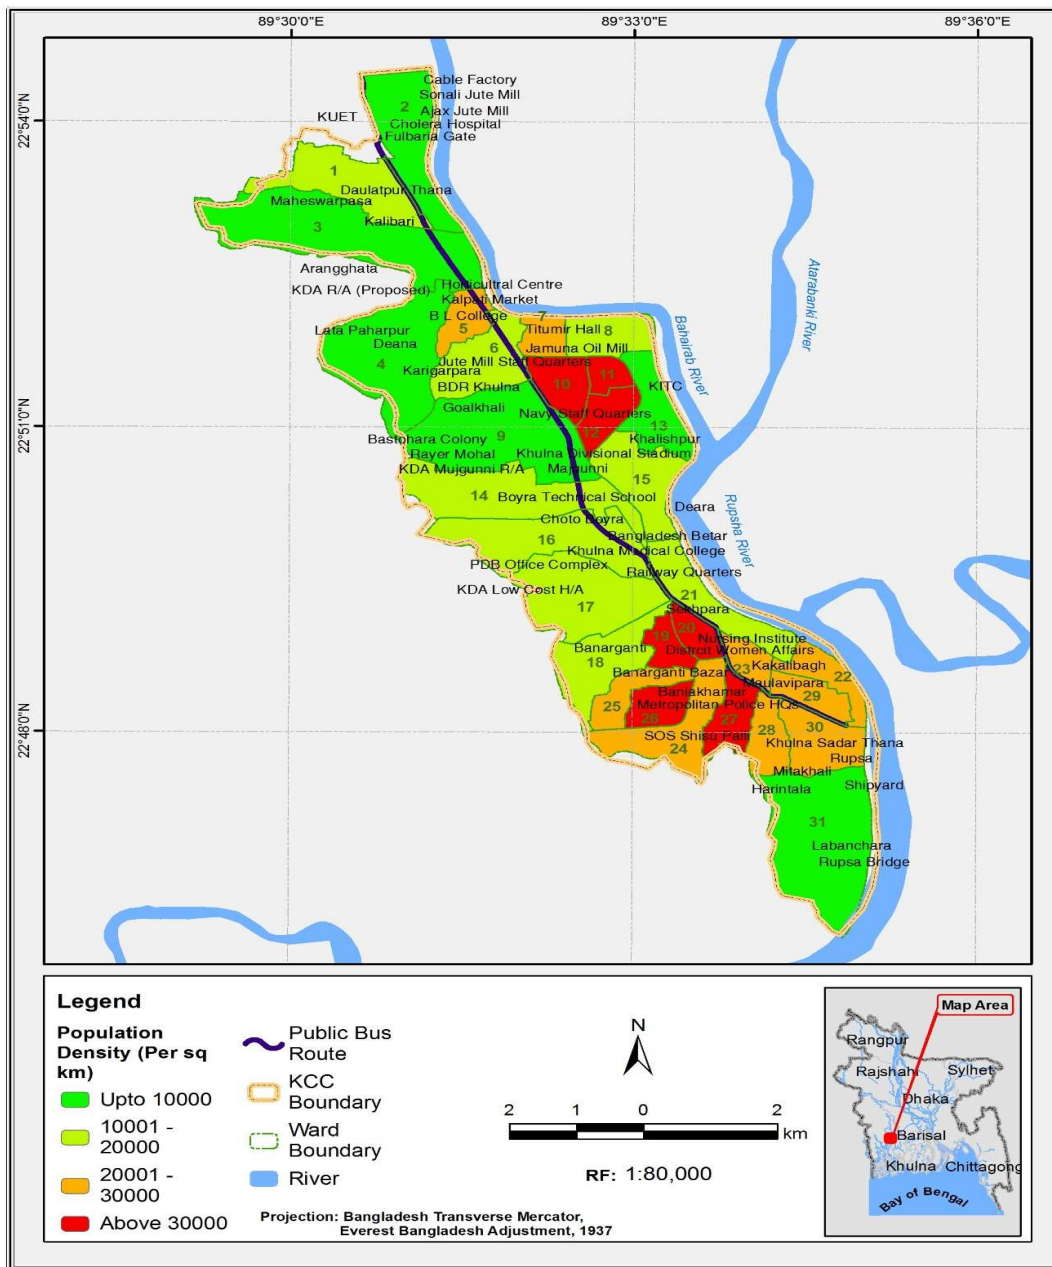 89°30'0"E
89°33'0"E
89°36'0"E
22°54'0"N
22°51'0"N
22°48'0"N
Cable Factory
Sonali Jute Mill
2
Ajax Jute Mill
KUET
Cholera Hospital
Fulbaria Gate
1
Daulatpur Thana
Maheswarpasa
3
Kalibari
Arangghata
Atarabanki River
Horticultral Centre
KDA R/A (Proposed)
Kalpati Market
B L College
7
5
Titumir Hall
8
Lata Paharpur
Deana
6
Jamuna Oil Mill
Bahairab River
4
Jute Mill Staff Quarters
Karigarpara
11
10
BDR Khulna
KITC
Goalkhali
Navy Staff Quarters
13
12
Bastohara Colony
9
Khalishpur
Rayer Mohal
Khulna Divisional Stadium
KDA Mujgunni R/A
Majgunni
15
14
Boyra Technical School
Deara
Rupsha River
Choto Boyra
16
Bangladesh Betar
Khulna Medical College
PDB Office Complex
Railway Quarters
KDA Low Cost H/A
21
17
Sekhpara
20
19
Nursing Institute
Banarganti
Distrcit Women Affairs
18
Kakalibagh
Banarganti Bazar
23
22
Maulavipara
Baniakhamar
29
Metropolitan Police HQs
25
26
27
30
SOS Shisu Palli
28
24
Khulna Sadar Thana
Rupsa
Mitakhali
Harintala
Shipyard
31
Labanchara
Rupsa Bridge
Legend
Population
Density (Per sq
km)
Upto 10000
10001 -
20000
20001 -
30000
Above 30000
Public Bus
Route
KCC
Boundary
Ward
Boundary
River
N
2 1 0 2
km
RF: 1:80,000
Projection: Bangladesh Transverse Mercator,
Everest Bangladesh Adjustment, 1937
Map Area
Rangpur
Rajshahi
Sylhet
Dhaka
Barisal
Khulna
Chittagong
Bay of Bengal